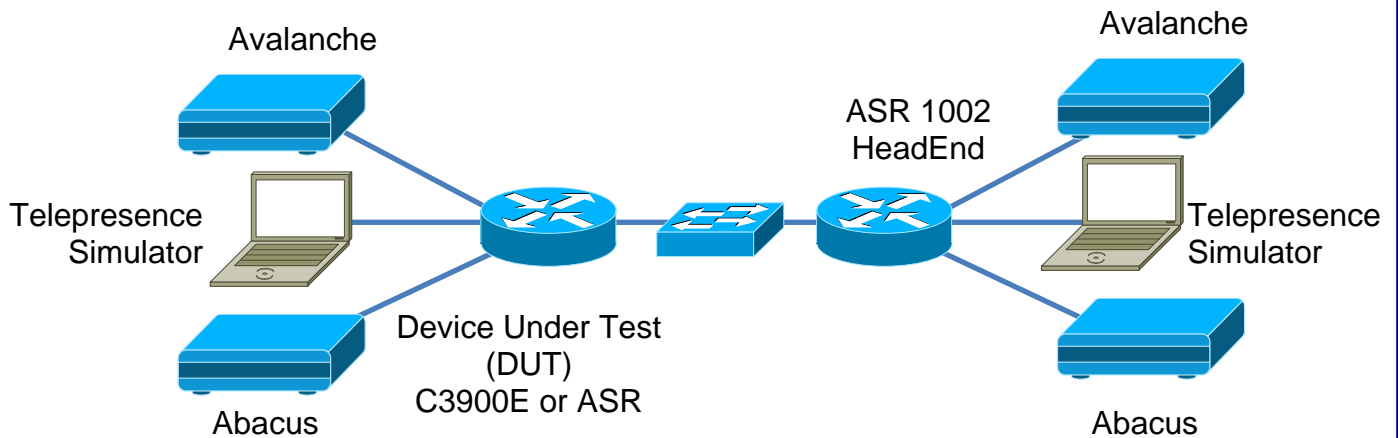 Avalanche
Avalanche
ASR 1002
HeadEnd
Telepresence
Simulator
Telepresence
Simulator
Device Under Test
(DUT)
C3900E or ASR
Abacus
Abacus